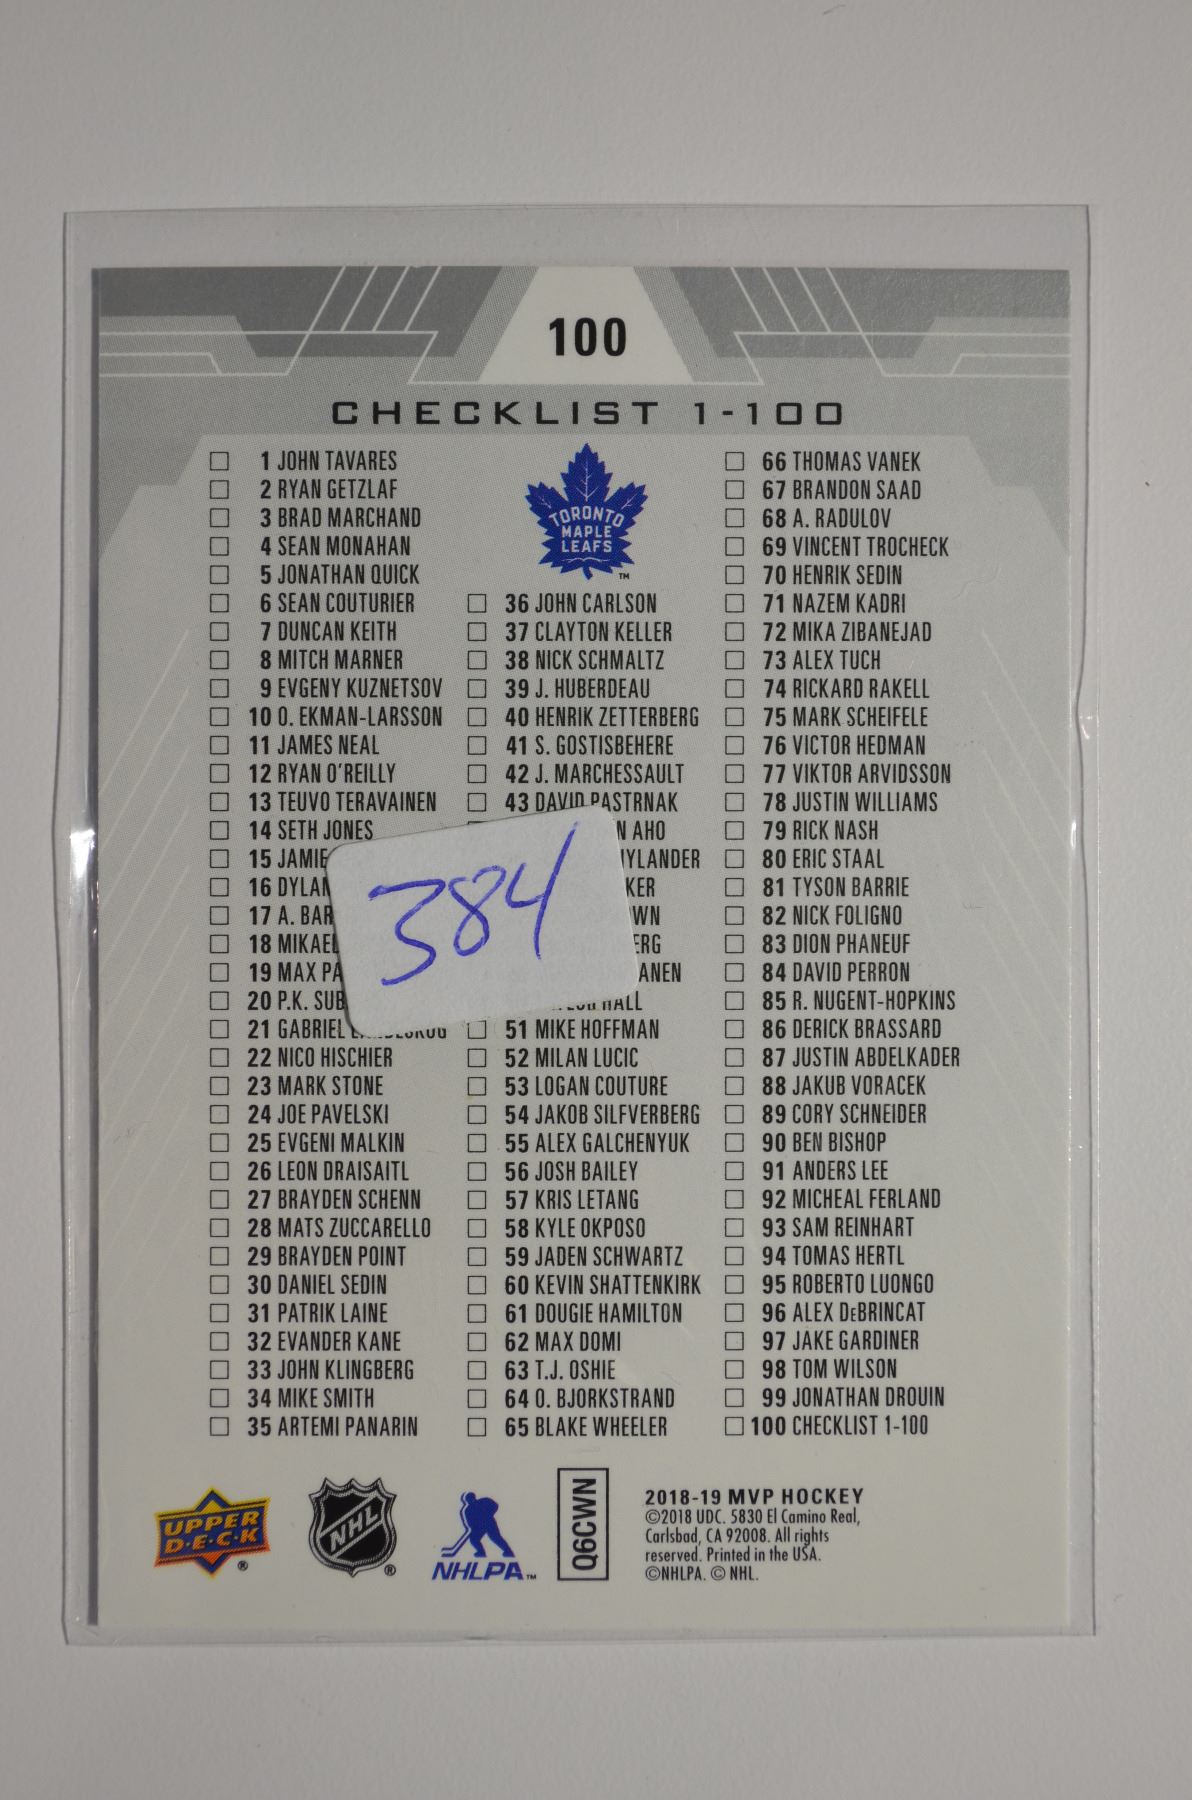 100
CHECKLIST 1-100
1 JOHN TAVARES
2 RYAN GETZLAF
3 BRAD MARCHAND
4 SEAN MONAHAN
5 JONATHAN QUICK
6 SEAN COUTURIER
7 DUNCAN KEITH
8 MITCH MARNER
9 EVGENY KUZNETSOV
10 O. EKMAN-LARSSON
11 JAMES NEAL
12 RYAN O'REILLY
13 TEUVO TERAVAINEN
14 SETH JONES
15 JAMIE
16 DYLAN
17 A. BAR
18 MIKAEL
19 MAX PA
20 P.K. SUB
21 GABRIEL
22 NICO HISCHIER
23 MARK STONE
24 JOE PAVELSKI
25 EVGENI MALKIN
26 LEON DRAISAITL
27 BRAYDEN SCHENN
28 MATS ZUCCARELLO
29 BRAYDEN POINT
30 DANIEL SEDIN
31 PATRIK LAINE
32 EVANDER KANE
33 JOHN KLINGBERG
34 MIKE SMITH
35 ARTEMI PANARIN
TORONTO
MAPLE
LEAFS
TM
36 JOHN CARLSON
37 CLAYTON KELLER
38 NICK SCHMALTZ
39 J. HUBERDEAU
40 HENRIK ZETTERBERG
41 S. GOSTISBEHERE
42 J. MARCHESSAULT
43 DAVID PASTRNAK
N AHO
NYLANDER
KER
WN
ERG
ANEN
HALL
384
51 MIKE HOFFMAN
52 MILAN LUCIC
53 LOGAN COUTURE
54 JAKOB SILFVERBERG
55 ALEX GALCHENYUK
56 JOSH BAILEY
57 KRIS LETANG
58 KYLE OKPOSO
59 JADEN SCHWARTZ
60 KEVIN SHATTENKIRK
61 DOUGIE HAMILTON
62 MAX DOMI
63 T.J. OSHIE
64 O. BJORKSTRAND
65 BLAKE WHEELER
66 THOMAS VANEK
67 BRANDON SAAD
68 A. RADULOV
69 VINCENT TROCHECK
70 HENRIK SEDIN
71 NAZEM KADRI
72 MIKA ZIBANEJAD
73 ALEX TUCH
74 RICKARD RAKELL
75 MARK SCHEIFELE
76 VICTOR HEDMAN
77 VIKTOR ARVIDSSON
78 JUSTIN WILLIAMS
79 RICK NASH
80 ERIC STAAL
81 TYSON BARRIE
82 NICK FOLIGNO
83 DION PHANEUF
84 DAVID PERRON
85 R. NUGENT-HOPKINS
86 DERICK BRASSARD
87 JUSTIN ABDELKADER
88 JAKUB VORACEK
89 CORY SCHNEIDER
90 BEN BISHOP
91 ANDERS LEE
92 MICHEAL FERLAND
93 SAM REINHART
94 TOMAS HERTL
95 ROBERTO LUONGO
96 ALEX DeBRINCAT
97 JAKE GARDINER
98 TOM WILSON
99 JONATHAN DROUIN
100 CHECKLIST 1-100
UPPER
D·E·C·K
®
NHL
®
NHLPA™
Q6CWN
2018-19 MVP HOCKEY
©2018 UDC. 5830 El Camino Real,
Carlsbad, CA 92008. All rights
reserved. Printed in the USA.
©NHLPA. © NHL.